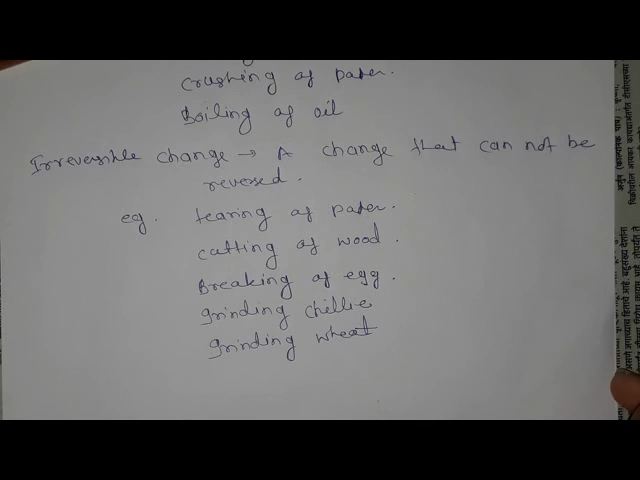 crushing of paper.
Boiling of oil
Irreversible change → A change that can not be
reversed.
eg. tearing of paper.
cutting of wood.
Breaking of egg.
grinding chillie
grinding wheat